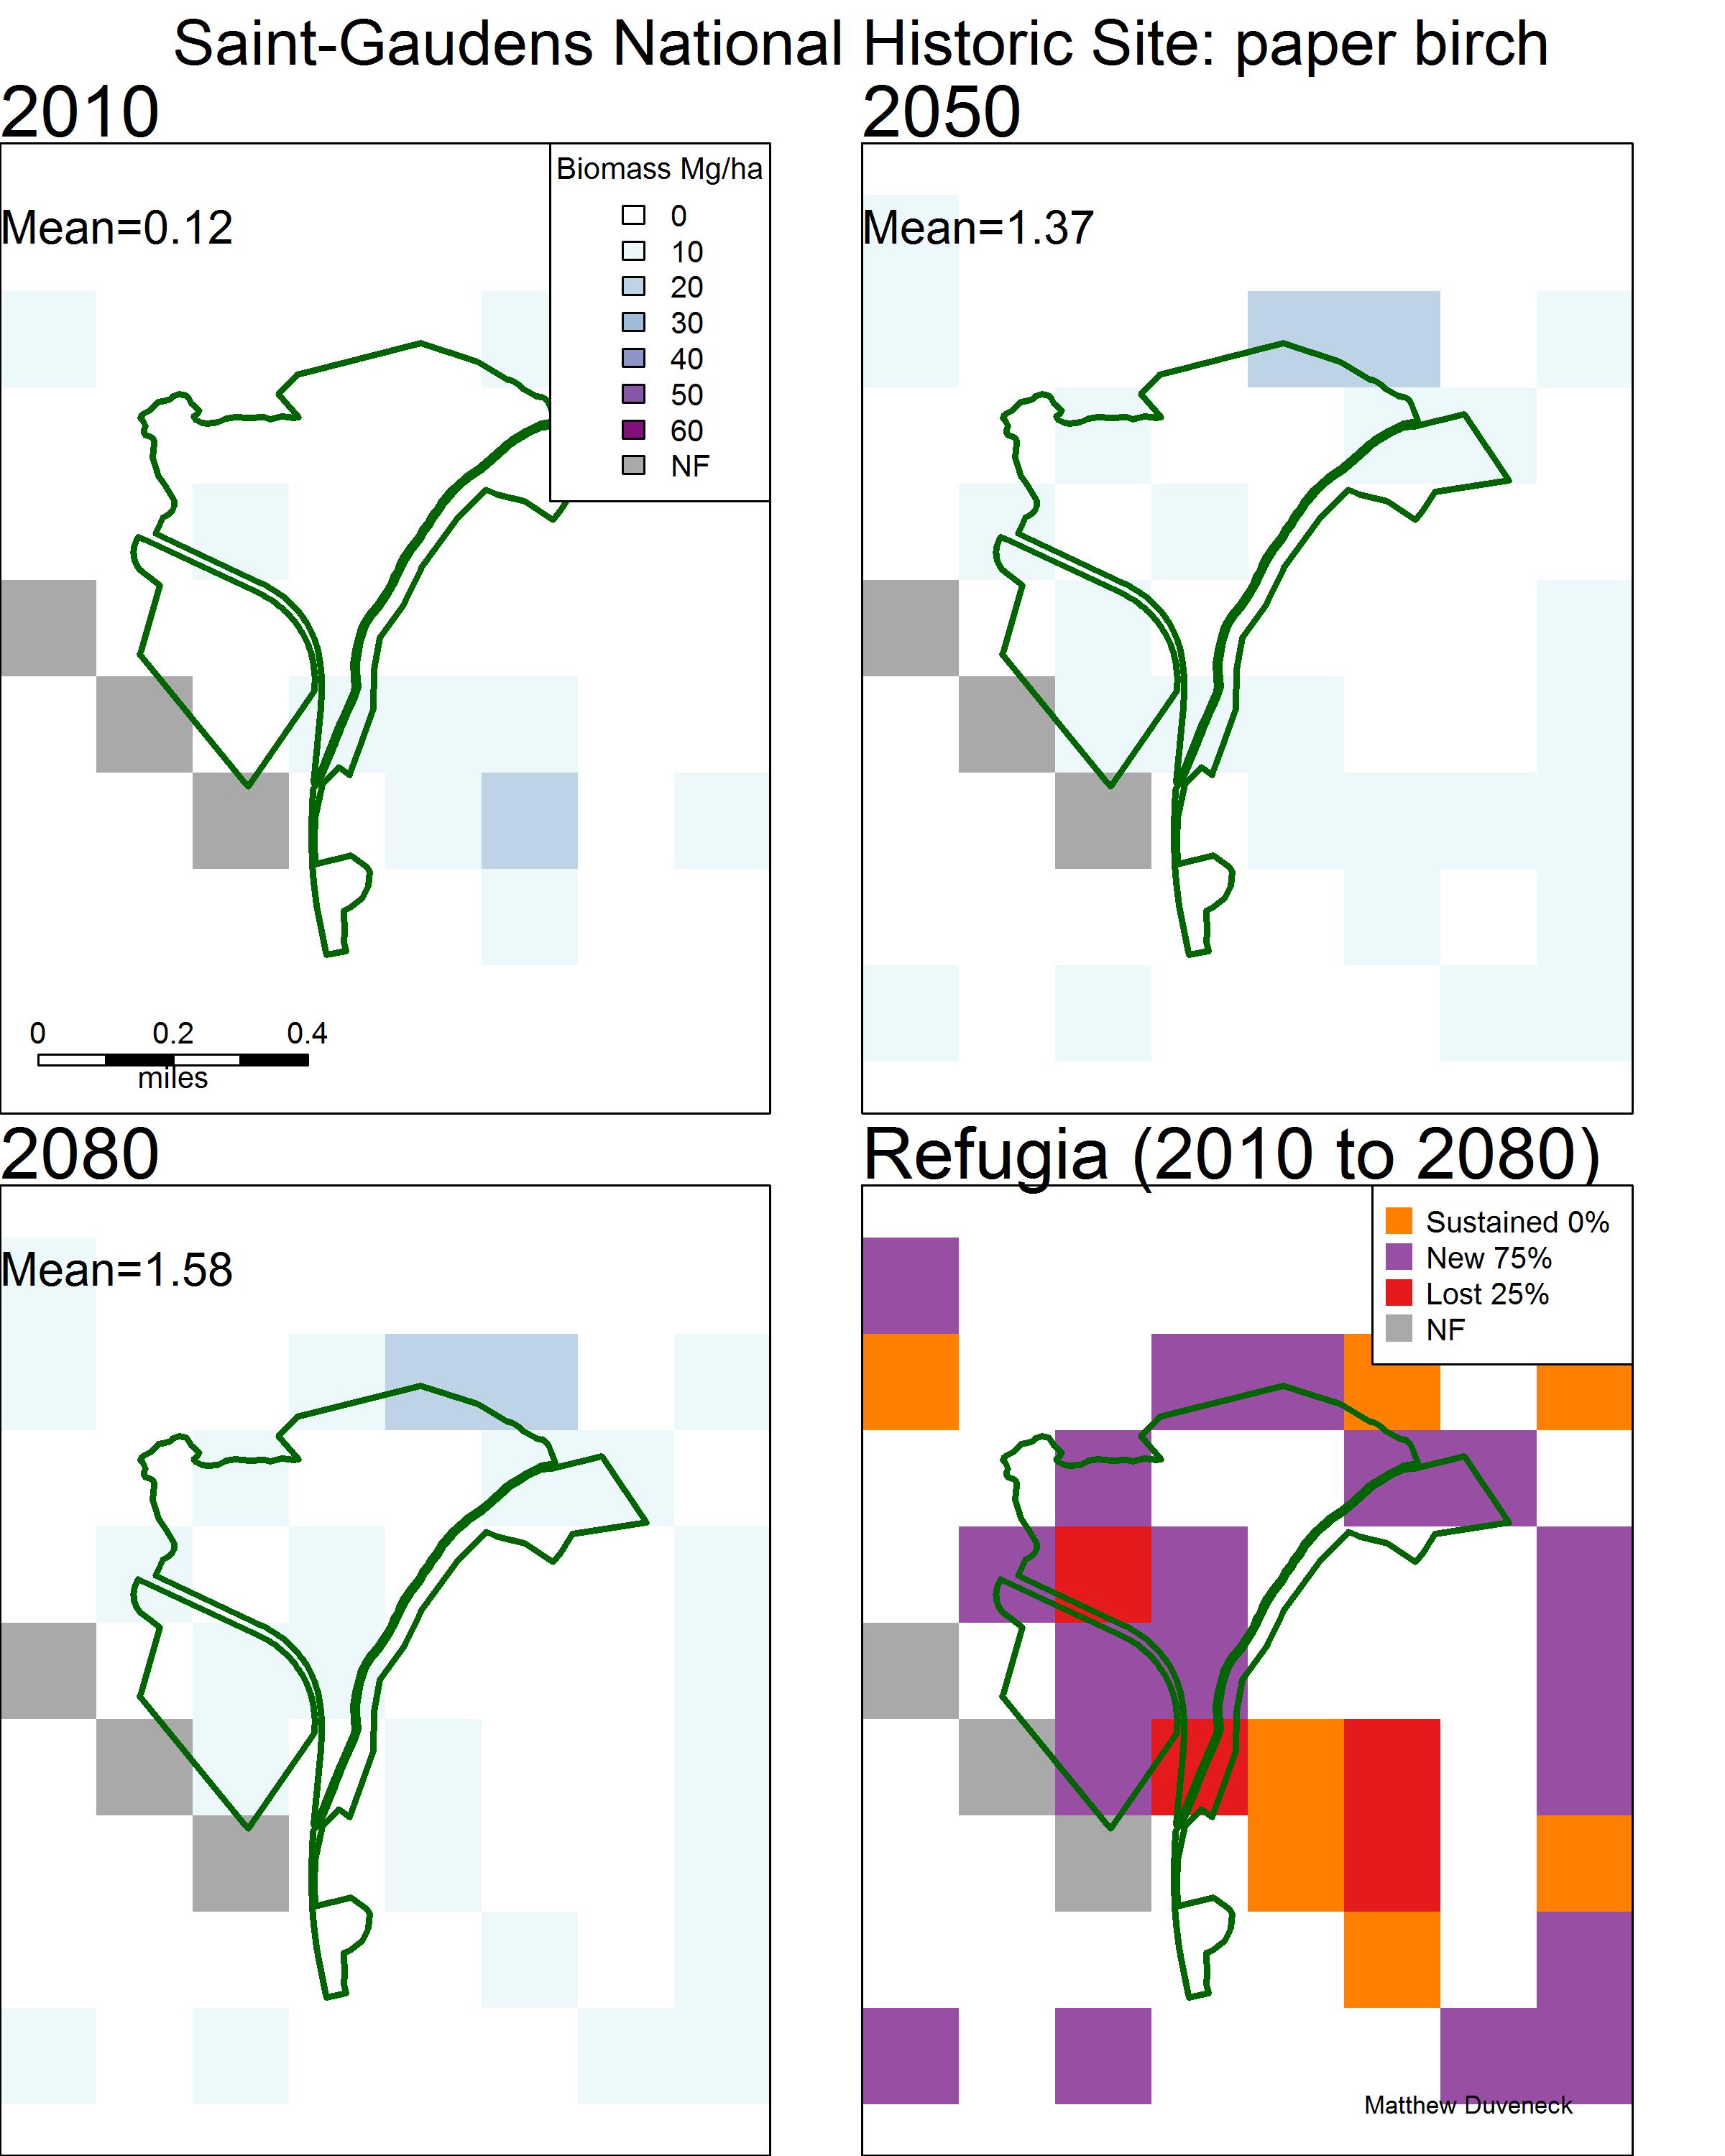 Saint-Gaudens National Historic Site: paper birch
2010
2050
Biomass Mg/ha
0
10
20
30
40
50
60
NF
Mean=0.12
Mean=1.37
0 0.2 0.4
miles
2080
Refugia (2010 to 2080)
Mean=1.58
Sustained 0%
New 75%
Lost 25%
NF
Matthew Duveneck